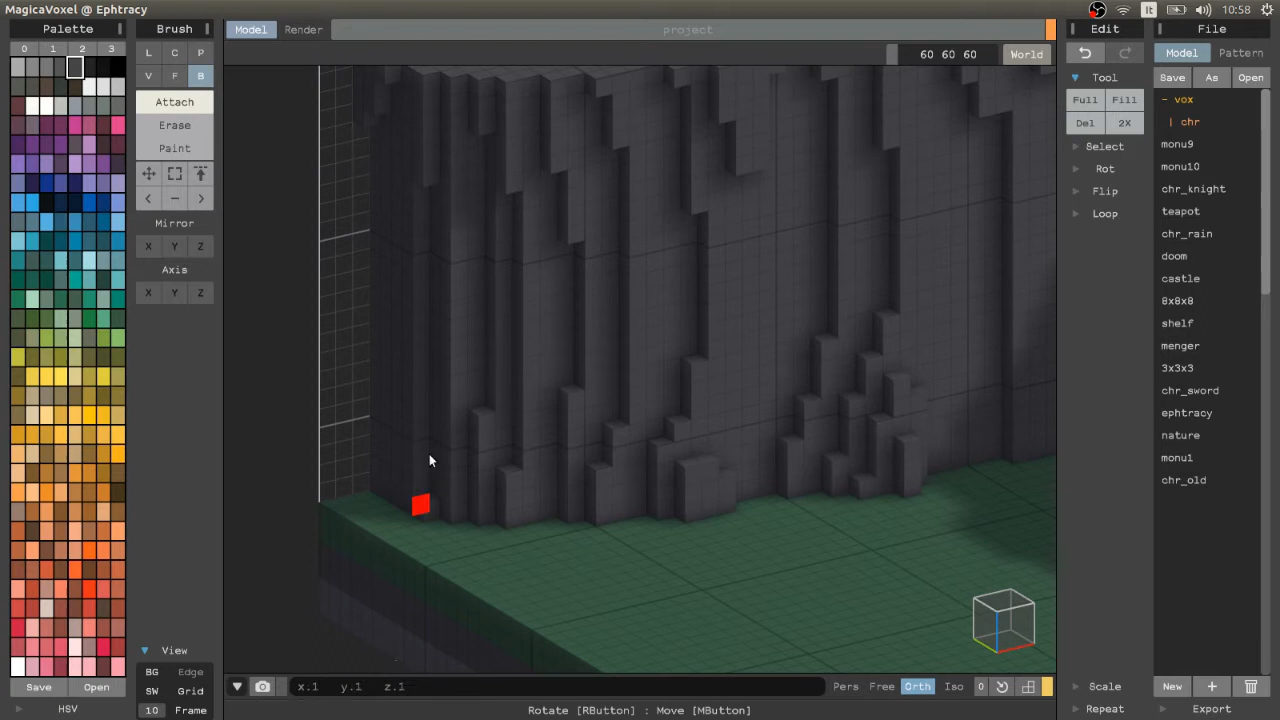 MagicaVoxel @ Ephtracy
It
10:58
Palette
Brush
Model
Render
project
Edit
File
0 1 2 3
L C P
V F B
Attach
Erase
Paint
< - >
Mirror
X Y Z
Axis
X Y Z
View
BG Edge
SW Grid
10 Frame
Save
Open
HSV
60 60 60
World
Tool
Full Fill
Del 2X
Select
Rot
Flip
Loop
Scale
Repeat
Model
Pattern
Save As Open
- vox
| chr
monu9
monu10
chr_knight
teapot
chr_rain
doom
castle
8x8x8
shelf
menger
3x3x3
chr_sword
ephtracy
nature
monu1
chr_old
New +
Export
x.1 y.1 z.1
Pers Free Orth Iso 0
Rotate [RButton] : Move [MButton]